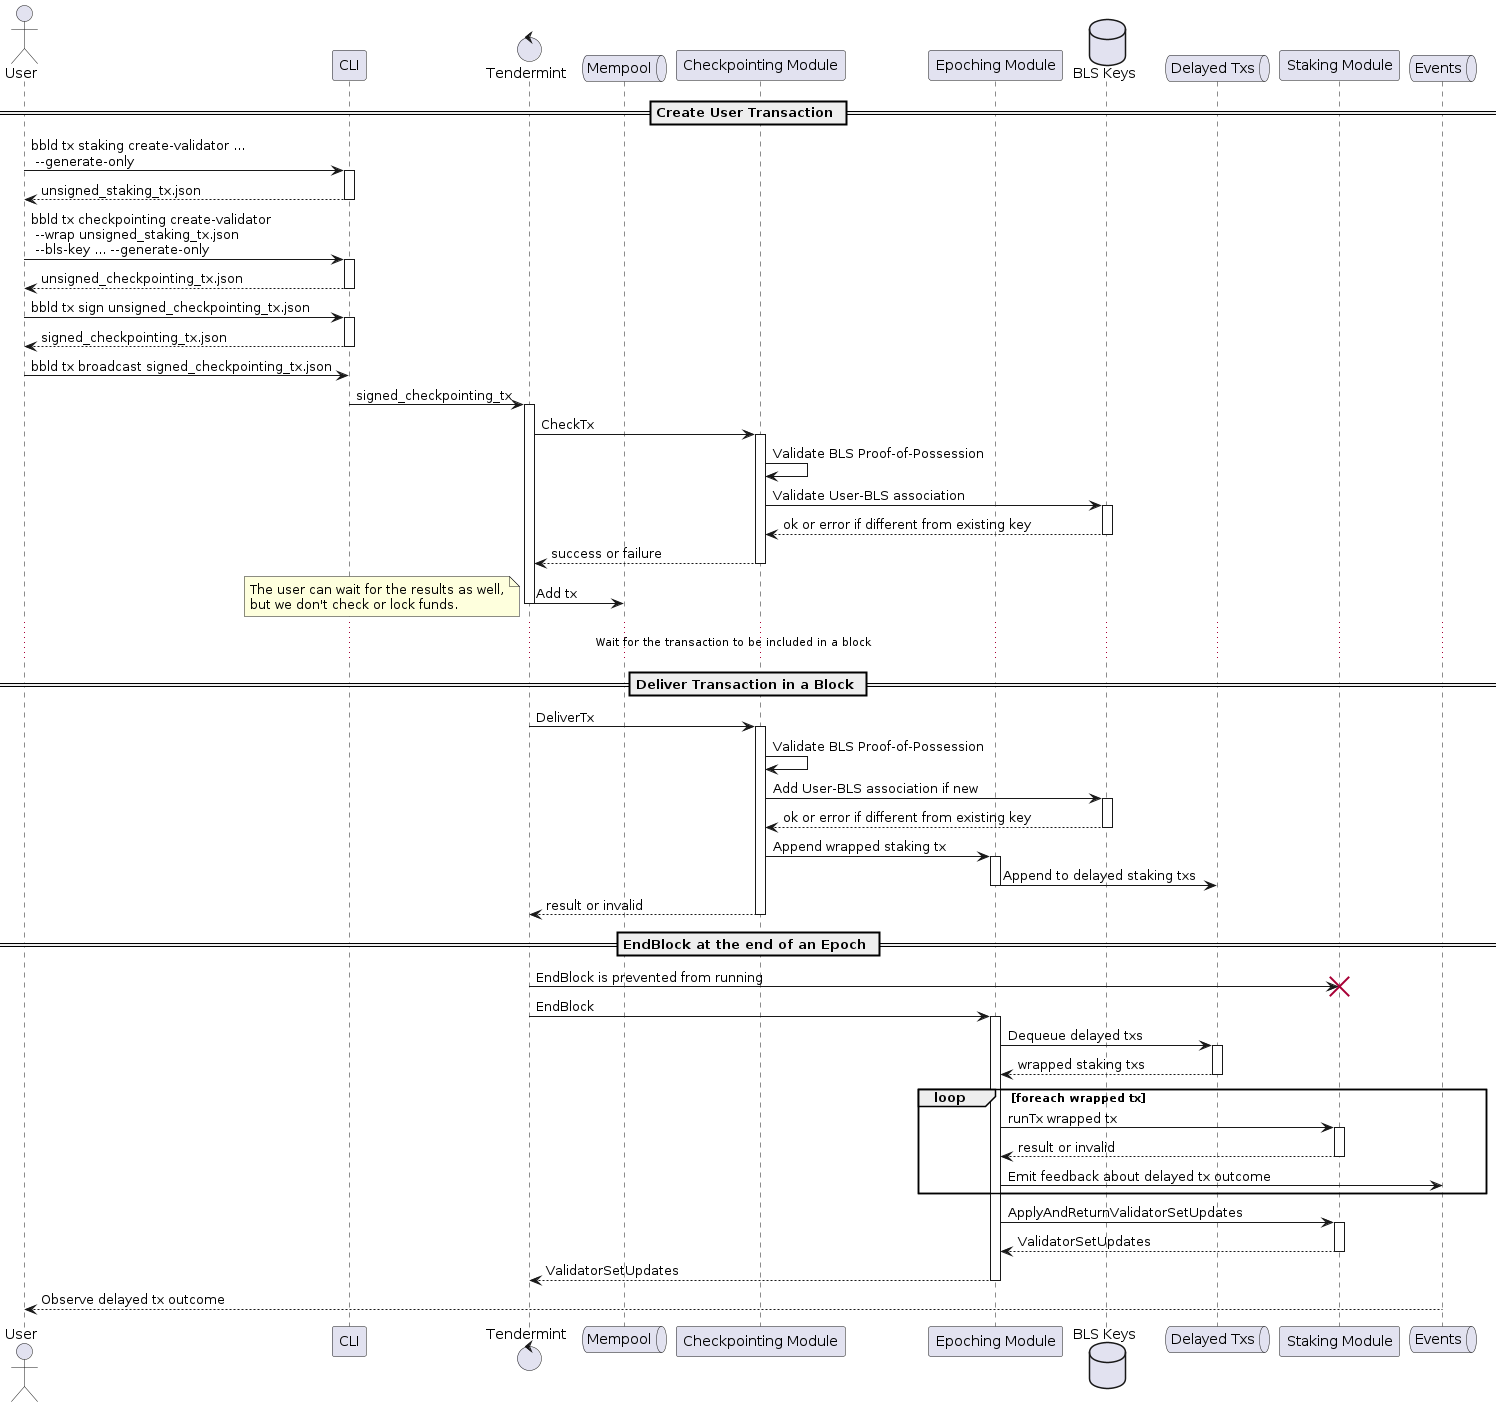 User
CLI
Tendermint
Mempool
Checkpointing Module
Epoching Module
BLS Keys
Delayed Txs
Staking Module
Events
Create User Transaction
bbld tx staking create-validator ...
--generate-only
unsigned_staking_tx.json
bbld tx checkpointing create-validator
--wrap unsigned_staking_tx.json
--bls-key ... --generate-only
unsigned_checkpointing_tx.json
bbld tx sign unsigned_checkpointing_tx.json
signed_checkpointing_tx.json
bbld tx broadcast signed_checkpointing_tx.json
signed_checkpointing_tx
CheckTx
Validate BLS Proof-of-Possession
Validate User-BLS association
ok or error if different from existing key
success or failure
The user can wait for the results as well,
but we don't check or lock funds.
Add tx
Wait for the transaction to be included in a block
Deliver Transaction in a Block
DeliverTx
Validate BLS Proof-of-Possession
Add User-BLS association if new
ok or error if different from existing key
Append wrapped staking tx
Append to delayed staking txs
result or invalid
EndBlock at the end of an Epoch
EndBlock is prevented from running
EndBlock
Dequeue delayed txs
wrapped staking txs
loop
[foreach wrapped tx]
runTx wrapped tx
result or invalid
Emit feedback about delayed tx outcome
ApplyAndReturnValidatorSetUpdates
ValidatorSetUpdates
ValidatorSetUpdates
Observe delayed tx outcome
User
CLI
Tendermint
Mempool
Checkpointing Module
Epoching Module
BLS Keys
Delayed Txs
Staking Module
Events